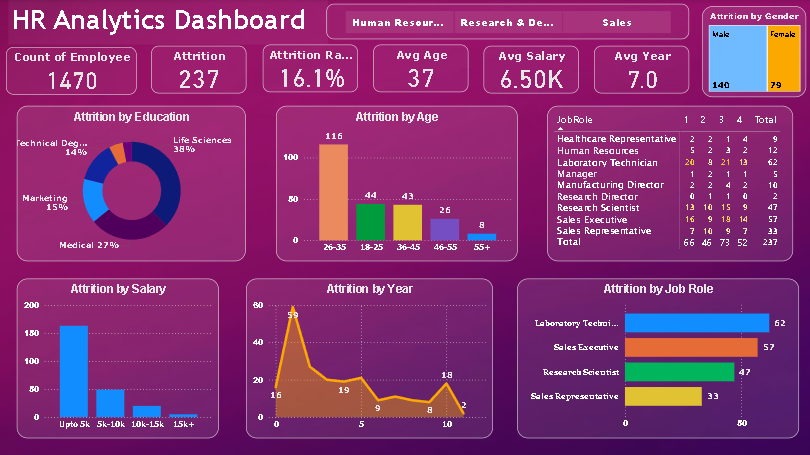 HR Analytics Dashboard
Human Resour... Research & De... Sales
Attrition by Gender
Male Female
140 79
Count of Employee
1470
Attrition
237
Attrition Ra...
16.1%
Avg Age
37
Avg Salary
6.50K
Avg Year
7.0
Attrition by Education
Technical Deg...
14%
Life Sciences
38%
Marketing
15%
Medical 27%
Attrition by Age
116
100
44
43
50
26
8
0
26-35 18-25 36-45 46-55 55+
JobRole 1 2 3 4 Total
Healthcare Representative 2 2 1 4 9
Human Resources 5 2 3 2 12
Laboratory Technician 20 8 21 13 62
Manager 1 2 1 1 5
Manufacturing Director 2 2 4 2 10
Research Director 0 1 1 0 2
Research Scientist 13 10 15 9 47
Sales Executive 16 9 18 14 57
Sales Representative 7 10 9 7 33
Total 66 46 73 52 237
Attrition by Salary
200
150
100
50
0
Upto 5k 5k-10k 10k-15k 15k+
Attrition by Year
60
59
40
20
18
16
19
9
8
2
0
0 5 10
Attrition by Job Role
Laboratory Techni... 62
Sales Executive 57
Research Scientist 47
Sales Representative 33
0 50